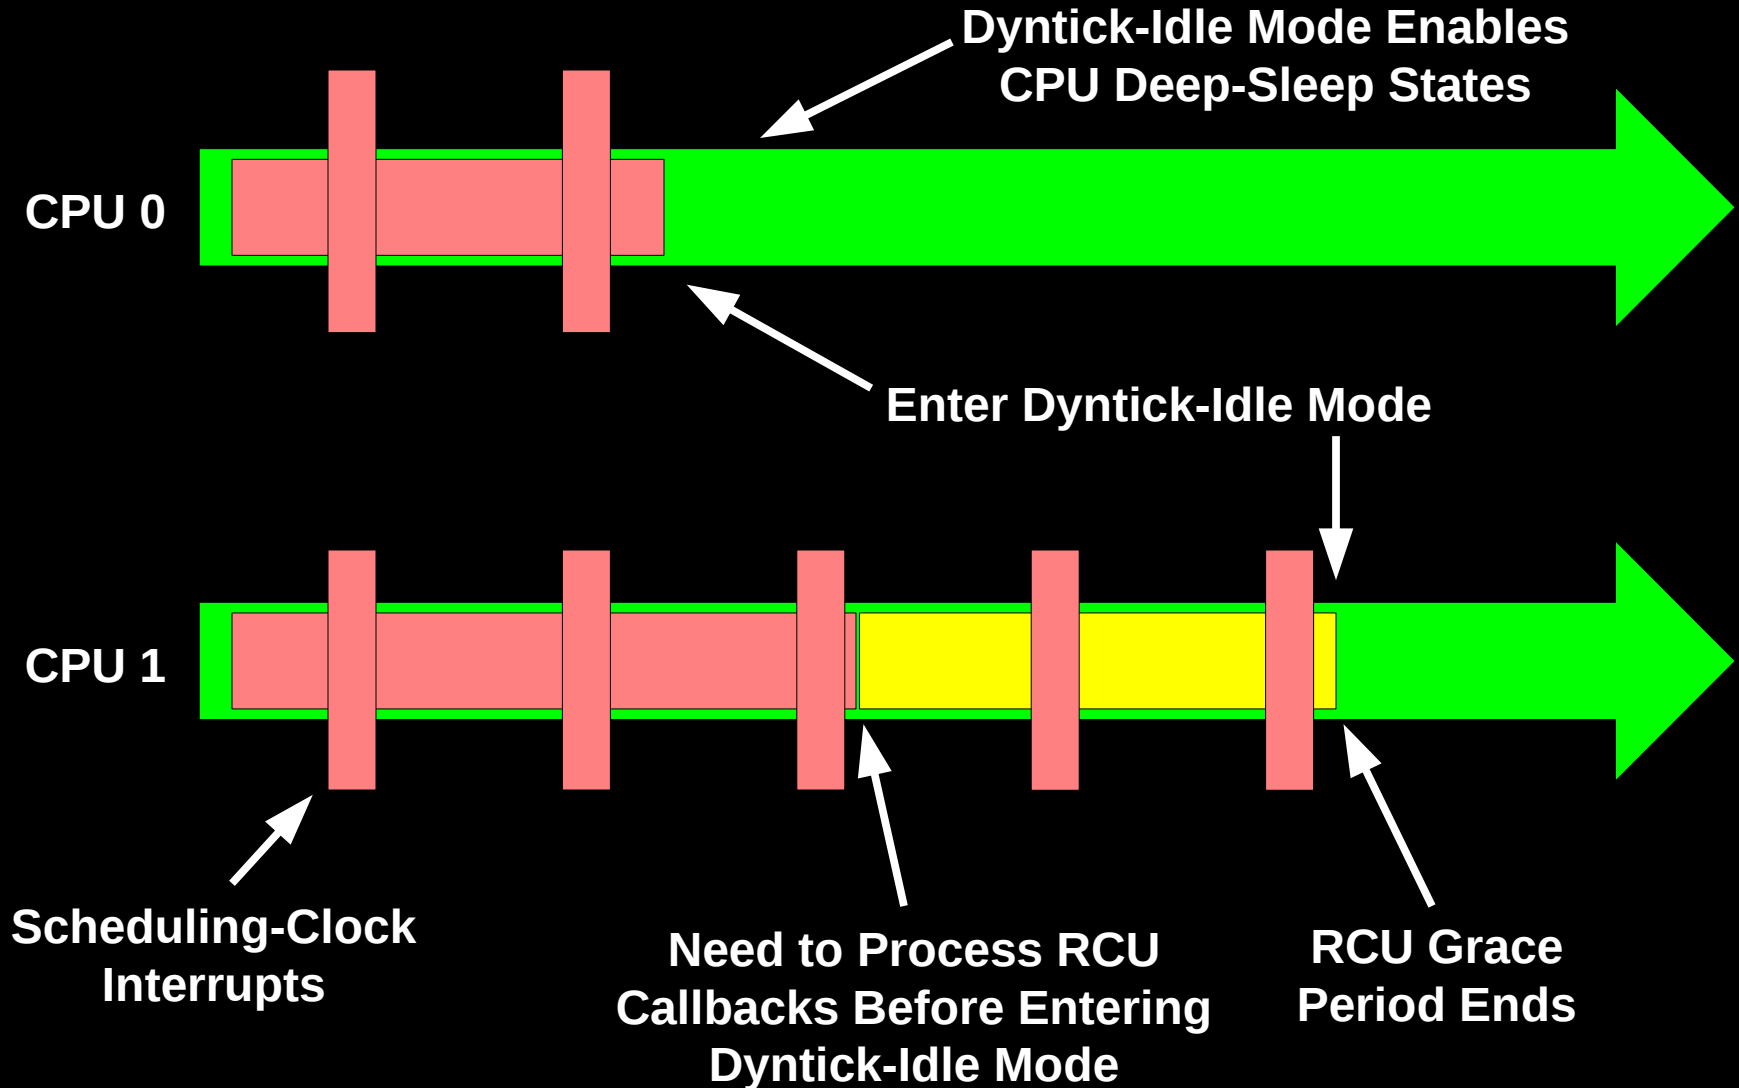 Dyntick-Idle Mode Enables
CPU Deep-Sleep States
CPU 0
Enter Dyntick-Idle Mode
CPU 1
Scheduling-Clock
Interrupts
Need to Process RCU
Callbacks Before Entering
Dyntick-Idle Mode
RCU Grace
Period Ends